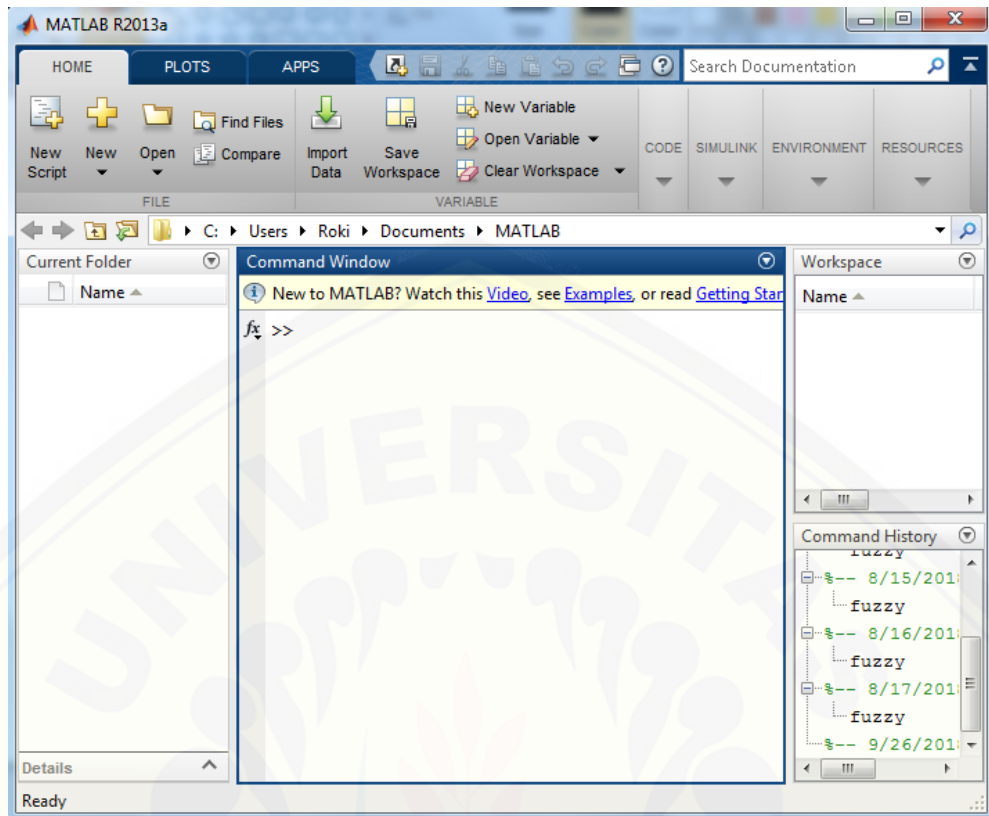 MATLAB R2013a
HOME PLOTS APPS Search Documentation
New Script
New
Open
Find Files
Compare
FILE
Import Data
Save Workspace
New Variable
Open Variable
Clear Workspace
VARIABLE
CODE SIMULINK ENVIRONMENT RESOURCES
C: Users Roki Documents MATLAB
Current Folder
Name
Command Window
New to MATLAB? Watch this Video, see Examples, or read Getting Star
fx >>
Workspace
Name
Command History
fuzzy
%-- 8/15/201
fuzzy
%-- 8/16/201
fuzzy
%-- 8/17/201
fuzzy
%-- 9/26/201
Details
Ready
UNIVERSITA